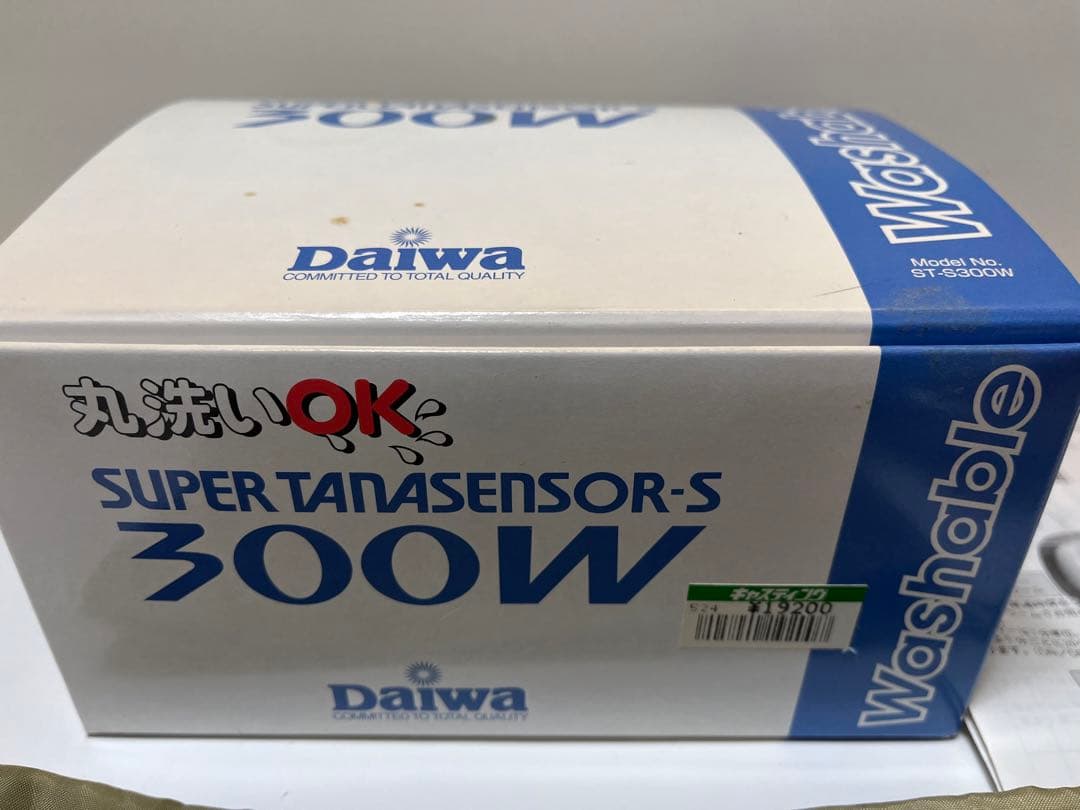 300W
Daiwa
COMMITTED TO TOTAL QUALITY
Washable
Model No.
ST-S300W
丸洗いOK
SUPER TANASENSOR-S
300W
キャスティング
524 ¥19200
Daiwa
COMMITTED TO TOTAL QUALITY
Washable